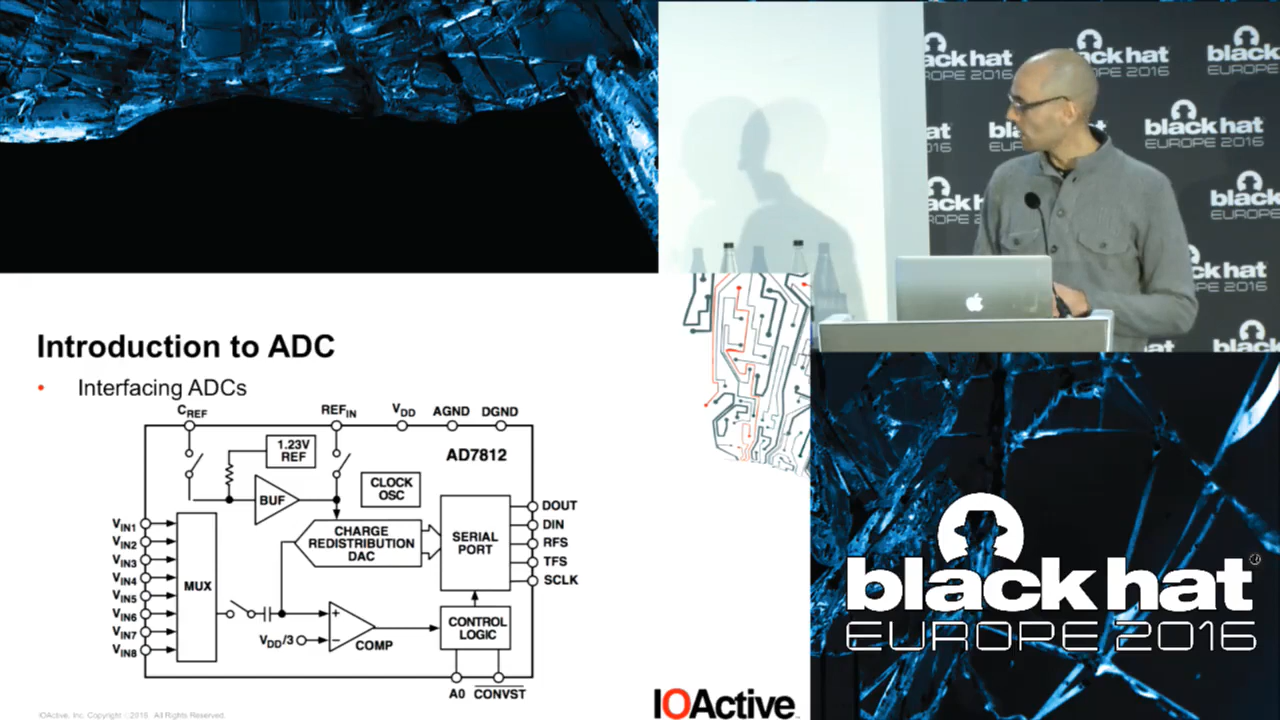 Introduction to ADC
• Interfacing ADCs
CREF
REFIN
VDD
AGND
DGND
1.23V
REF
AD7812
CLOCK
OSC
BUF
CHARGE
REDISTRIBUTION
DAC
SERIAL
PORT
DOUT
DIN
RFS
TFS
SCLK
VIN1
VIN2
VIN3
VIN4
VIN5
VIN6
VIN7
VIN8
MUX
VDD/3
+
−
COMP
CONTROL
LOGIC
A0
CONVST
IOActive, Inc. Copyright ©2016. All Rights Reserved.
IOActive™
black hat
EUROPE 2016
black hat®
EUROPE 2016